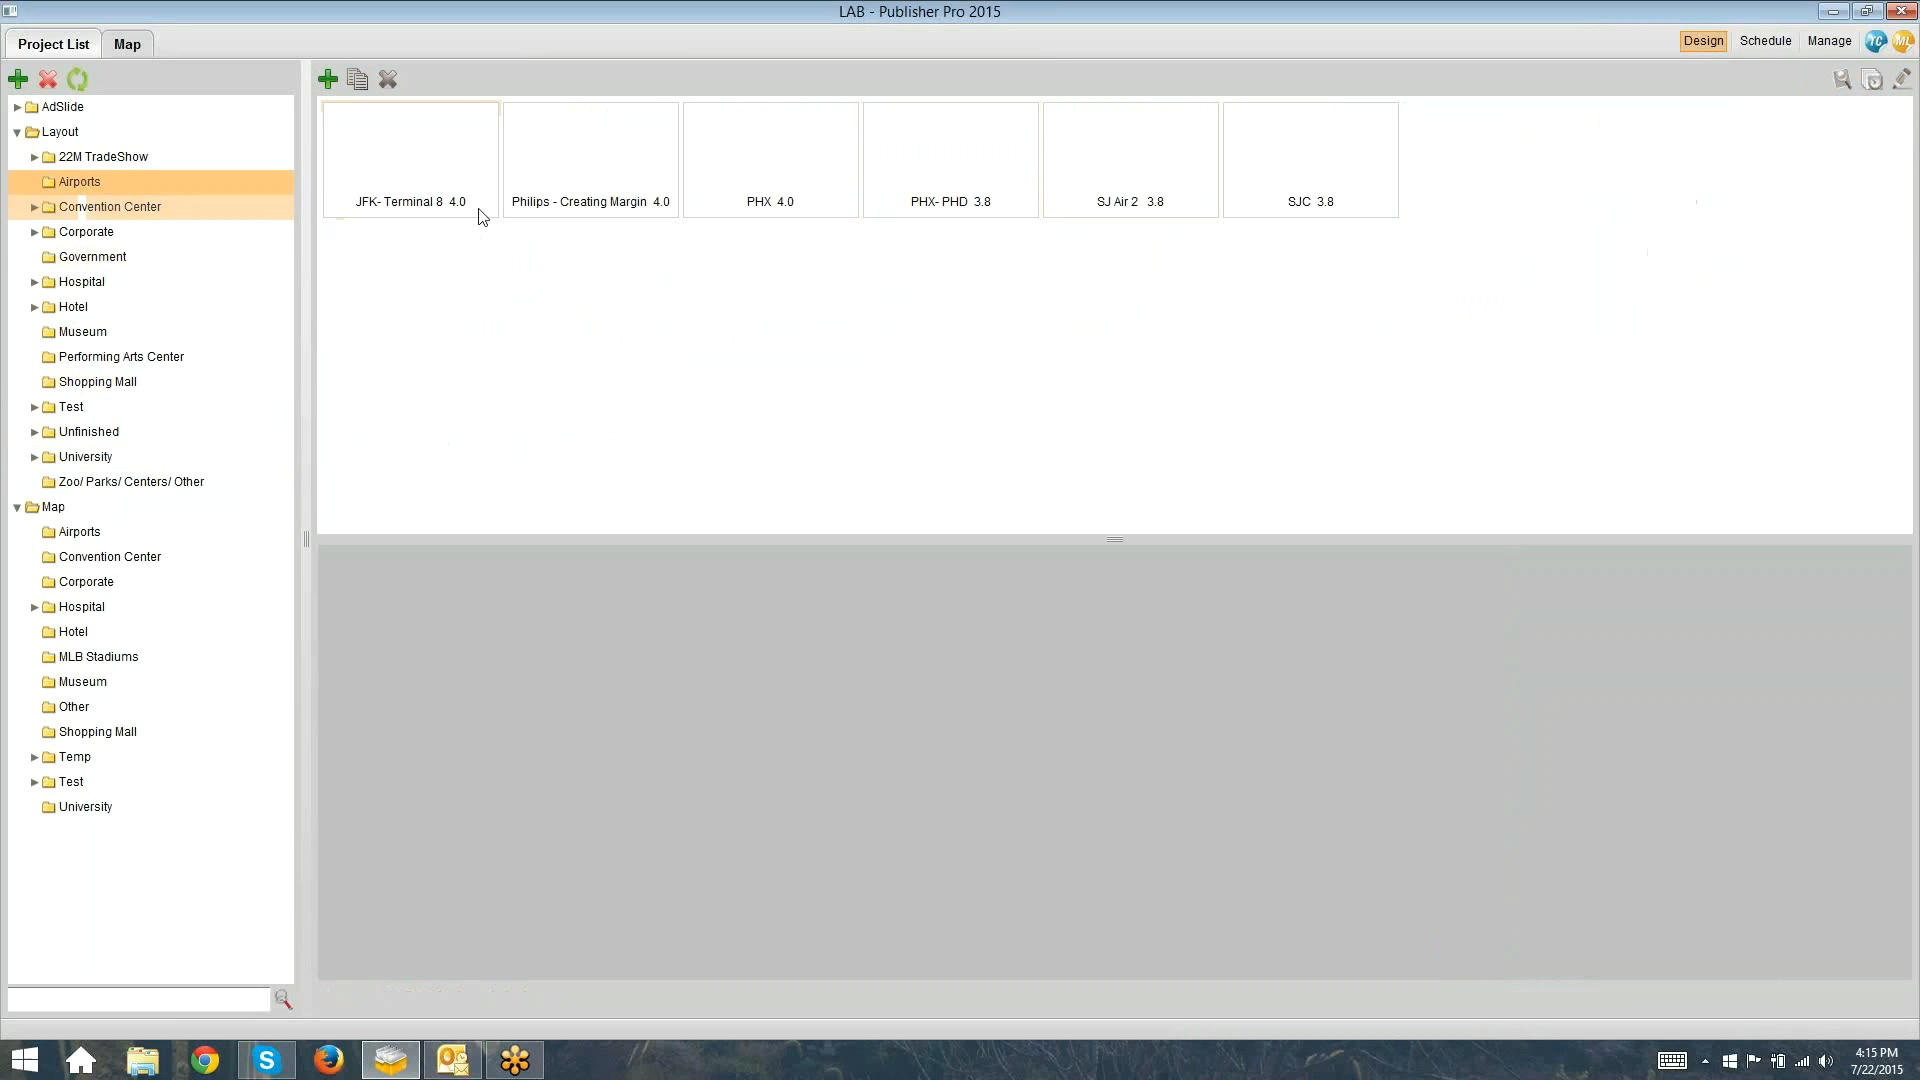 LAB - Publisher Pro 2015
Project List
Map
Design
Schedule
Manage
TC
ML
AdSlide
Layout
22M TradeShow
Airports
Convention Center
Corporate
Government
Hospital
Hotel
Museum
Performing Arts Center
Shopping Mall
Test
Unfinished
University
Zoo/ Parks/ Centers/ Other
Map
Airports
Convention Center
Corporate
Hospital
Hotel
MLB Stadiums
Museum
Other
Shopping Mall
Temp
Test
University
JFK- Terminal 8 4.0
Philips - Creating Margin 4.0
PHX 4.0
PHX- PHD 3.8
SJ Air 2 3.8
SJC 3.8
4:15 PM
7/22/2015